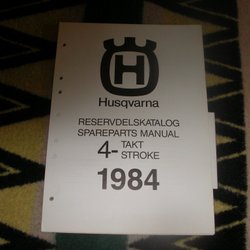 H
Husqvarna
RESERVDELSKATALOG
SPAREPARTS MANUAL
4- TAKT
STROKE
1984